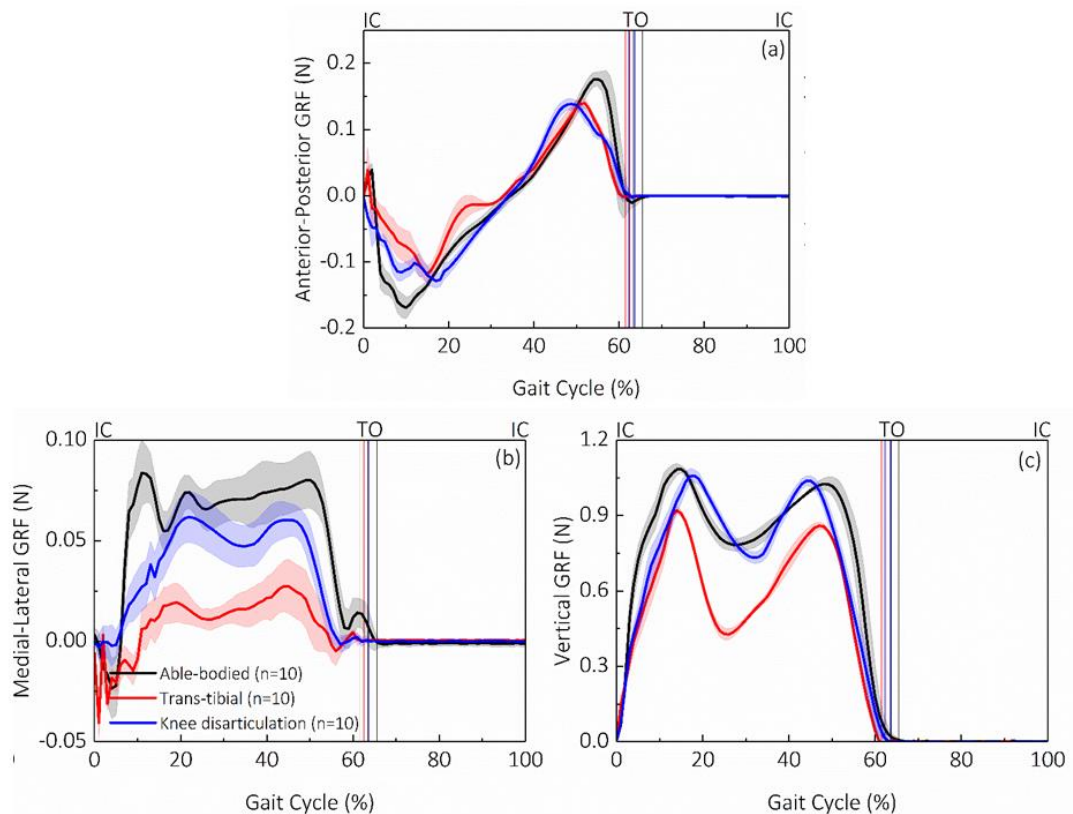 IC TO IC
(a)
Anterior-Posterior GRF (N)
0.2
0.1
0.0
-0.1
-0.2
0 20 40 60 80 100
Gait Cycle (%)
IC TO IC
(b)
Medial-Lateral GRF (N)
0.10
0.05
0.00
-0.05
Able-bodied (n=10)
Trans-tibial (n=10)
Knee disarticulation (n=10)
0 20 40 60 80 100
Gait Cycle (%)
IC TO IC
(c)
Vertical GRF (N)
1.2
0.9
0.6
0.3
0.0
0 20 40 60 80 100
Gait Cycle (%)